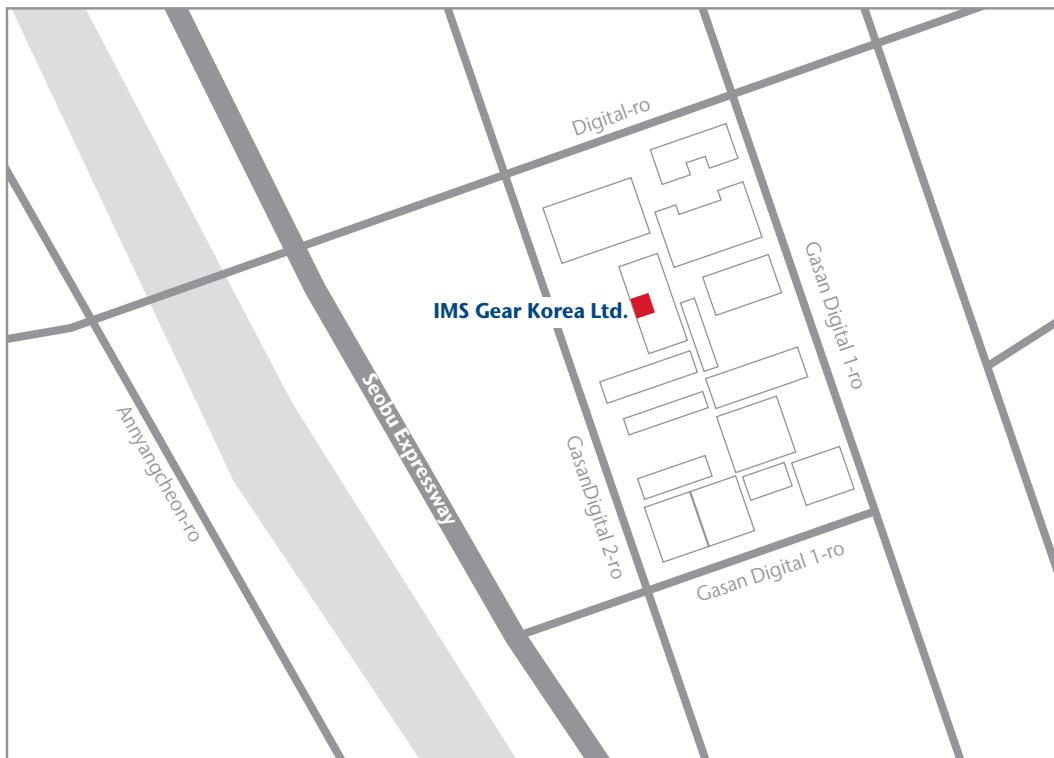 Digital-ro
Gasan Digital 1-ro
IMS Gear Korea Ltd.
Seobu Expressway
Annyangcheon-ro
GasanDigital 2-ro
Gasan Digital 1-ro